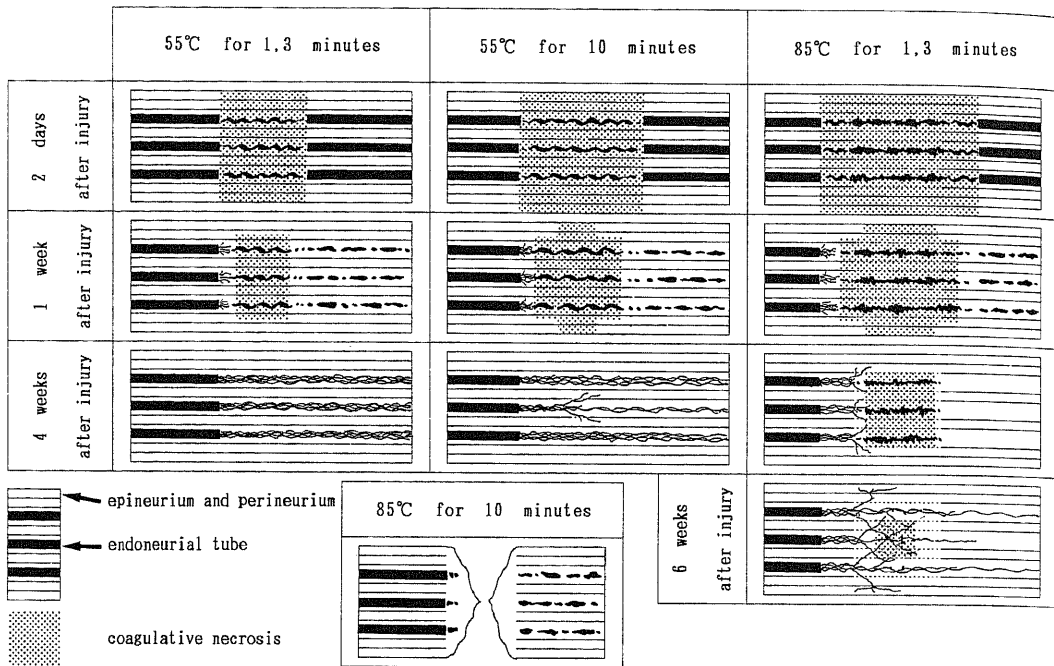 55℃ for 1,3 minutes
55℃ for 10 minutes
85℃ for 1,3 minutes
2 days
after injury
1 week
after injury
4 weeks
after injury
epineurium and perineurium
endoneurial tube
coagulative necrosis
85℃ for 10 minutes
6 weeks
after injury